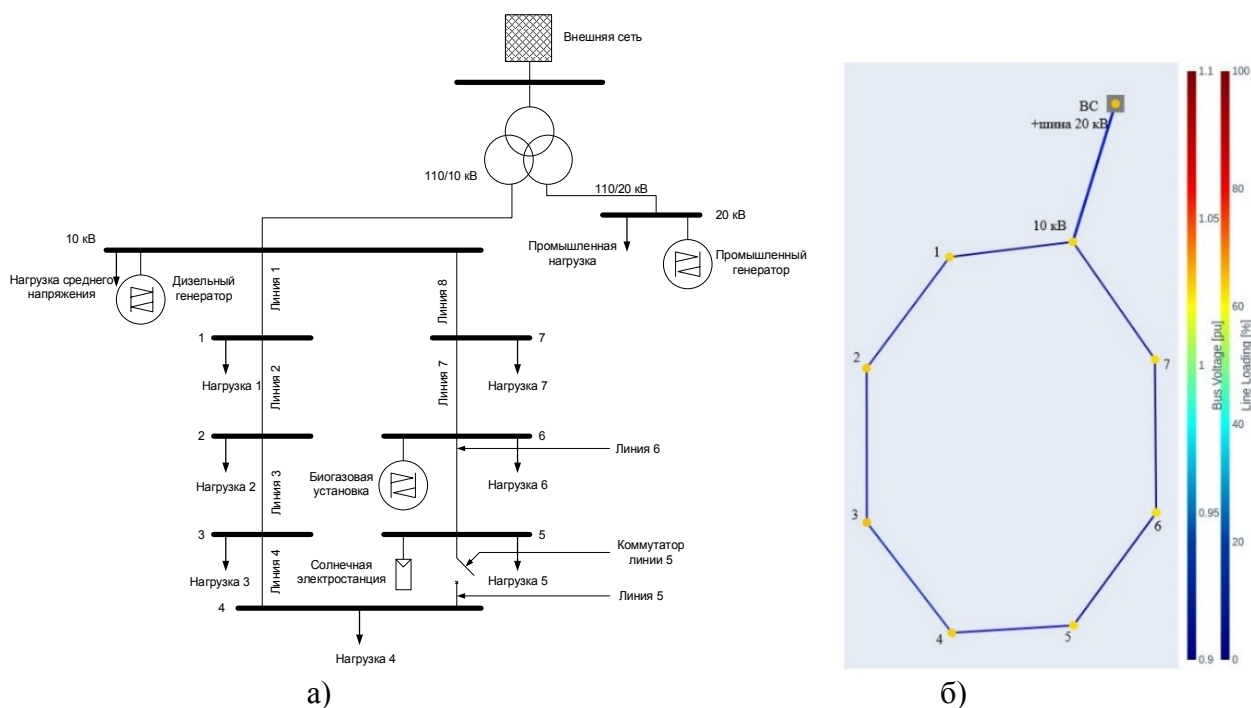 Внешняя сеть
110/10 кВ
110/20 кВ
20 кВ
10 кВ
Промышленная
нагрузка
Промышленный
генератор
Нагрузка среднего
напряжения
Дизельный
генератор
Линия 1
Линия 8
1
7
Нагрузка 1
Линия 2
Линия 7
Нагрузка 7
2
6
Линия 6
Нагрузка 2
Линия 3
Биогазовая
установка
Нагрузка 6
3
5
Коммутатор
линии 5
Нагрузка 3
Линия 4
Солнечная
электростанция
Нагрузка 5
Линия 5
4
Нагрузка 4
а)
ВС
+шина 20 кВ
10 кВ
1
2
3
4
5
6
7
1.1
1.05
1
0.95
0.9
Bus Voltage [pu]
100
80
60
40
20
0
Line Loading [%]
б)